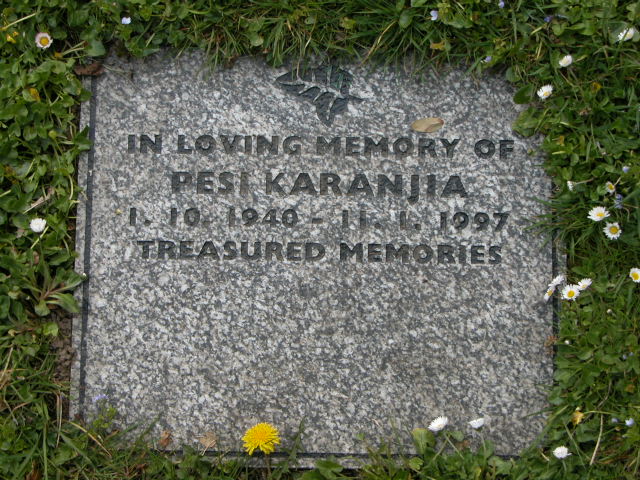 IN LOVING MEMORY OF
PESI KARANJIA
1. 10. 1940 - 11. 1. 1997
TREASURED MEMORIES